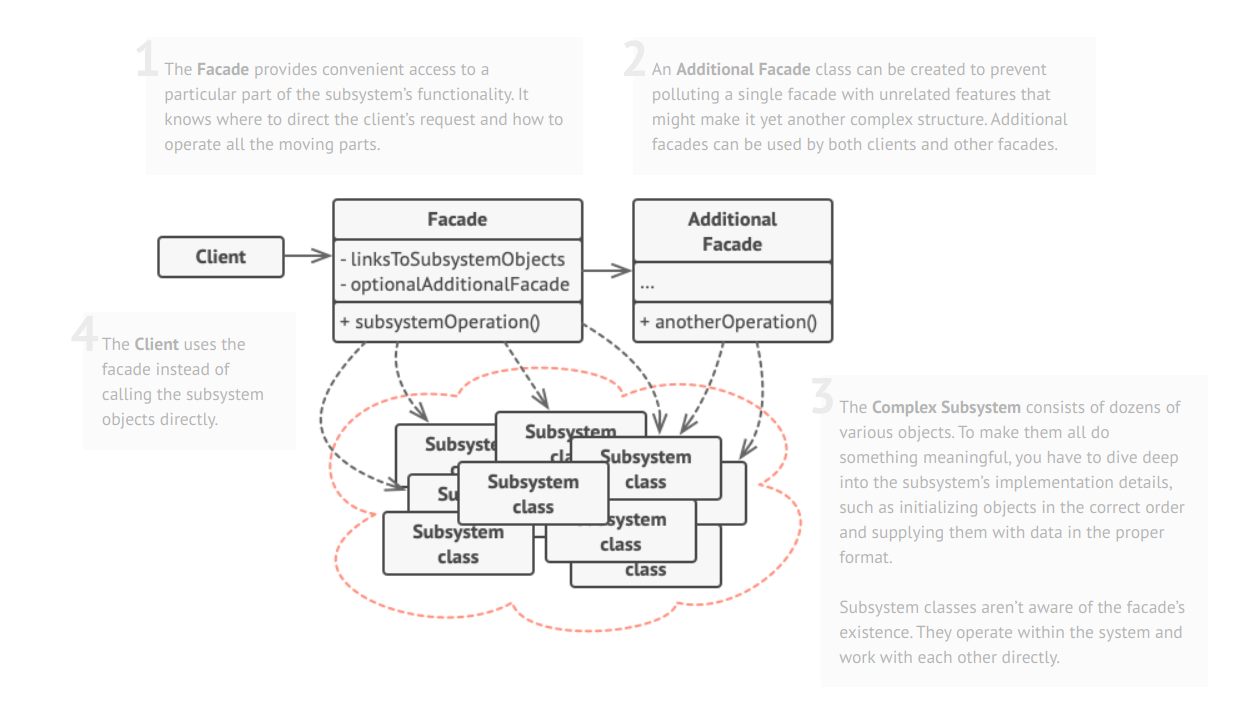 1
The Facade provides convenient access to a
particular part of the subsystem’s functionality. It
knows where to direct the client’s request and how to
operate all the moving parts.
2
An Additional Facade class can be created to prevent
polluting a single facade with unrelated features that
might make it yet another complex structure. Additional
facades can be used by both clients and other facades.
Client
Facade
- linksToSubsystemObjects
- optionalAdditionalFacade
+ subsystemOperation()
Additional
Facade
...
+ anotherOperation()
4
The Client uses the
facade instead of
calling the subsystem
objects directly.
3
The Complex Subsystem consists of dozens of
various objects. To make them all do
something meaningful, you have to dive deep
into the subsystem’s implementation details,
such as initializing objects in the correct order
and supplying them with data in the proper
format.
Subsystem classes aren’t aware of the facade’s
existence. They operate within the system and
work with each other directly.
Subsystem
Subsystem
class
Subsystem
class
Subsystem
class
class
class